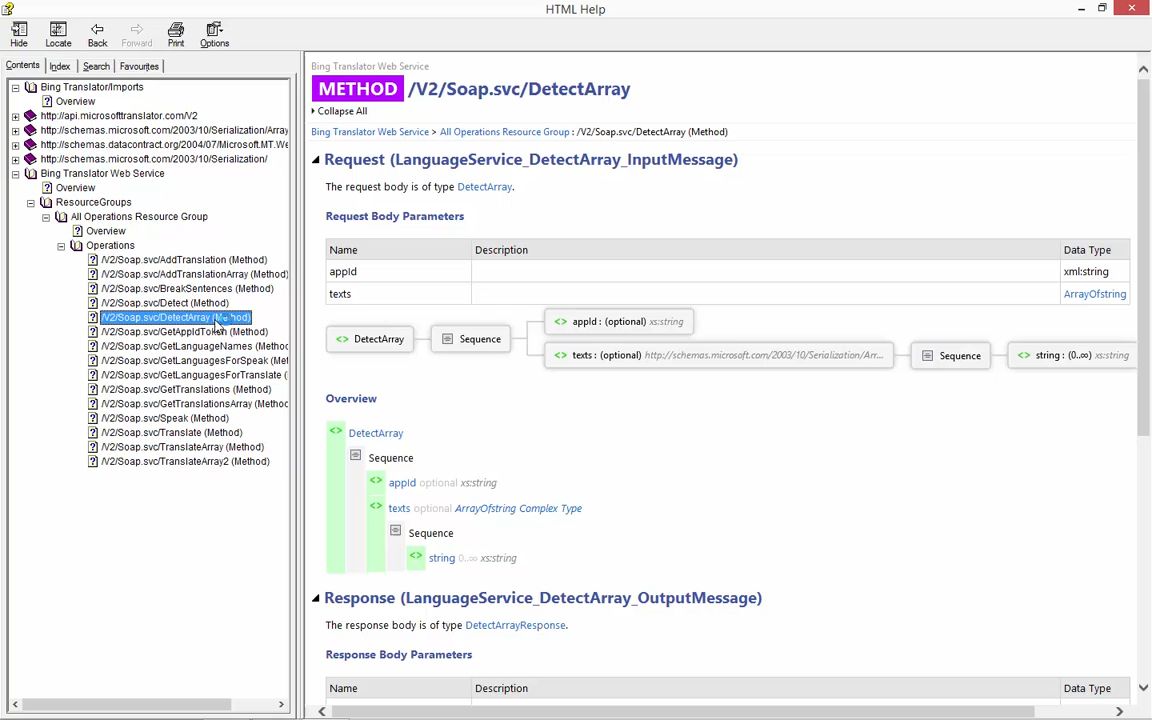 HTML Help
Hide
Locate
Back
Forward
Print
Options
Contents
Index
Search
Favourites
Bing Translator/Imports
Overview
http://api.microsofttranslator.com/V2
http://schemas.microsoft.com/2003/10/Serialization/Array
http://schemas.datacontract.org/2004/07/Microsoft.MT.We
http://schemas.microsoft.com/2003/10/Serialization/
Bing Translator Web Service
Overview
ResourceGroups
All Operations Resource Group
Overview
Operations
/V2/Soap.svc/AddTranslation (Method)
/V2/Soap.svc/AddTranslationArray (Method)
/V2/Soap.svc/BreakSentences (Method)
/V2/Soap.svc/Detect (Method)
/V2/Soap.svc/DetectArray (Method)
/V2/Soap.svc/GetAppIdToken (Method)
/V2/Soap.svc/GetLanguageNames (Method)
/V2/Soap.svc/GetLanguagesForSpeak (Met
/V2/Soap.svc/GetLanguagesForTranslate (
/V2/Soap.svc/GetTranslations (Method)
/V2/Soap.svc/GetTranslationsArray (Method
/V2/Soap.svc/Speak (Method)
/V2/Soap.svc/Translate (Method)
/V2/Soap.svc/TranslateArray (Method)
/V2/Soap.svc/TranslateArray2 (Method)
Bing Translator Web Service
METHOD /V2/Soap.svc/DetectArray
Collapse All
Bing Translator Web Service > All Operations Resource Group : /V2/Soap.svc/DetectArray (Method)
Request (LanguageService_DetectArray_InputMessage)
The request body is of type DetectArray.
Request Body Parameters
Name Description Data Type
appId xml:string
texts ArrayOfstring
DetectArray
Sequence
appId : (optional) xs:string
texts : (optional) http://schemas.microsoft.com/2003/10/Serialization/Arr...
Sequence
string : (0..∞) xs:string
Overview
DetectArray
Sequence
appId optional xs:string
texts optional ArrayOfstring Complex Type
Sequence
string 0..∞ xs:string
Response (LanguageService_DetectArray_OutputMessage)
The response body is of type DetectArrayResponse.
Response Body Parameters
Name Description Data Type